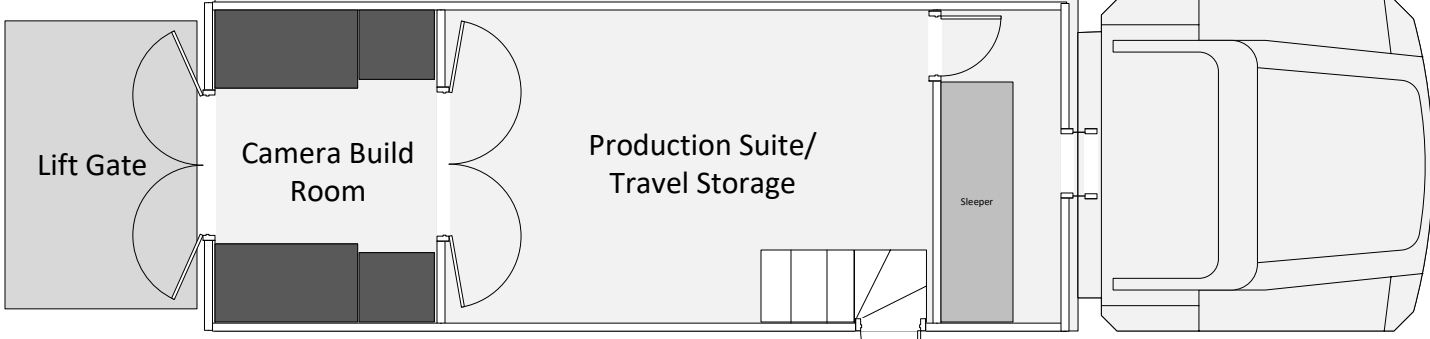 Lift Gate
Camera Build
Room
Production Suite/
Travel Storage
Sleeper